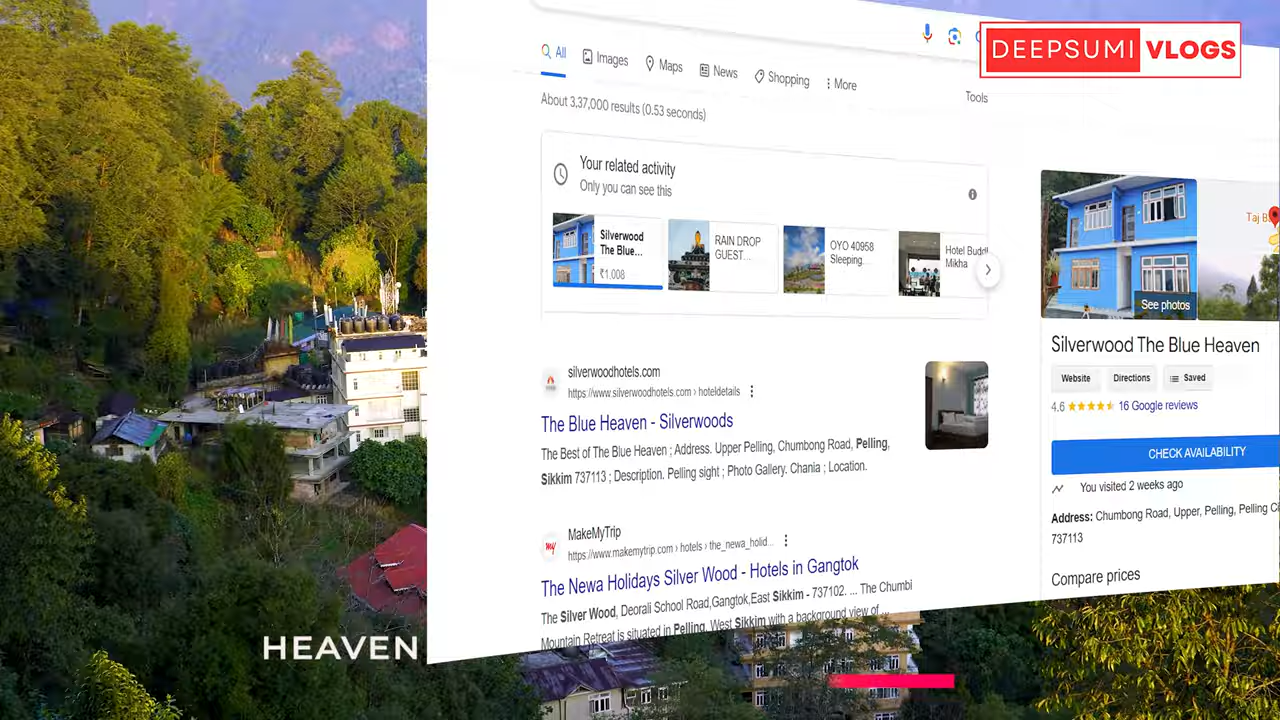 DEEPSUMI VLOGS
All Images Maps News Shopping More
Tools
About 3,37,000 results (0.53 seconds)
Your related activity
Only you can see this
Silverwood
The Blue...
₹1,008
RAIN DROP
GUEST...
OYO 40958
Sleeping...
Hotel Budd
Mikha
silverwoodhotels.com
https://www.silverwoodhotels.com › hoteldetails
The Blue Heaven - Silverwoods
The Best of The Blue Heaven ; Address. Upper Pelling, Chumbong Road, Pelling,
Sikkim 737113 ; Description. Pelling sight ; Photo Gallery. Chania ; Location.
MakeMyTrip
my
https://www.makemytrip.com › hotels › the_newa_holid...
The Newa Holidays Silver Wood - Hotels in Gangtok
The Silver Wood, Deorali School Road,Gangtok,East Sikkim - 737102. ... The Chumbi
Mountain Retreat is situated in Pelling, West Sikkim with a background view of ...
Taj B
See photos
Silverwood The Blue Heaven
Website Directions Saved
4.6 16 Google reviews
CHECK AVAILABILITY
You visited 2 weeks ago
Address: Chumbong Road, Upper, Pelling, Pelling
737113
Compare prices
HEAVEN